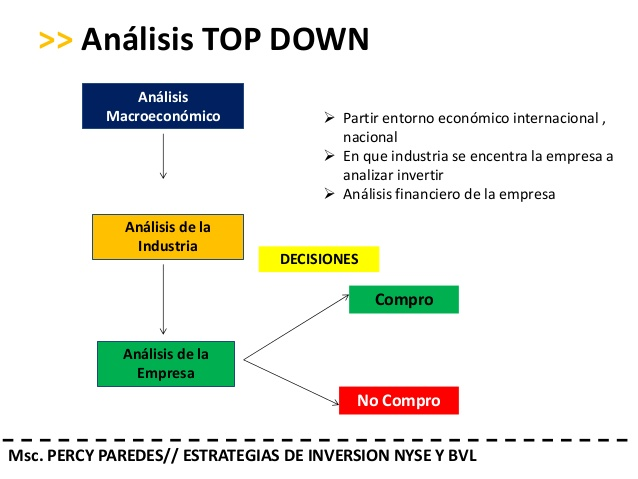 >> Análisis TOP DOWN
Análisis
Macroeconómico
➢ Partir entorno económico internacional ,
nacional
➢ En que industria se encentra la empresa a
analizar invertir
➢ Análisis financiero de la empresa
Análisis de la
Industria
DECISIONES
Compro
Análisis de la
Empresa
No Compro
Msc. PERCY PAREDES// ESTRATEGIAS DE INVERSION NYSE Y BVL